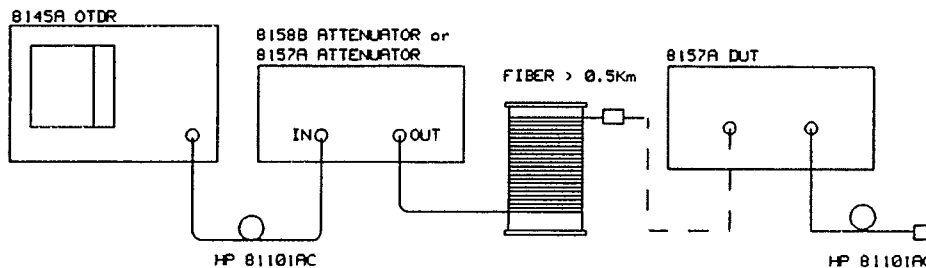 8145A OTDR
8158B ATTENUATOR or
8157A ATTENUATOR
FIBER > 0.5Km
8157A DUT
IN
OUT
HP 81101AC
HP 81101AC